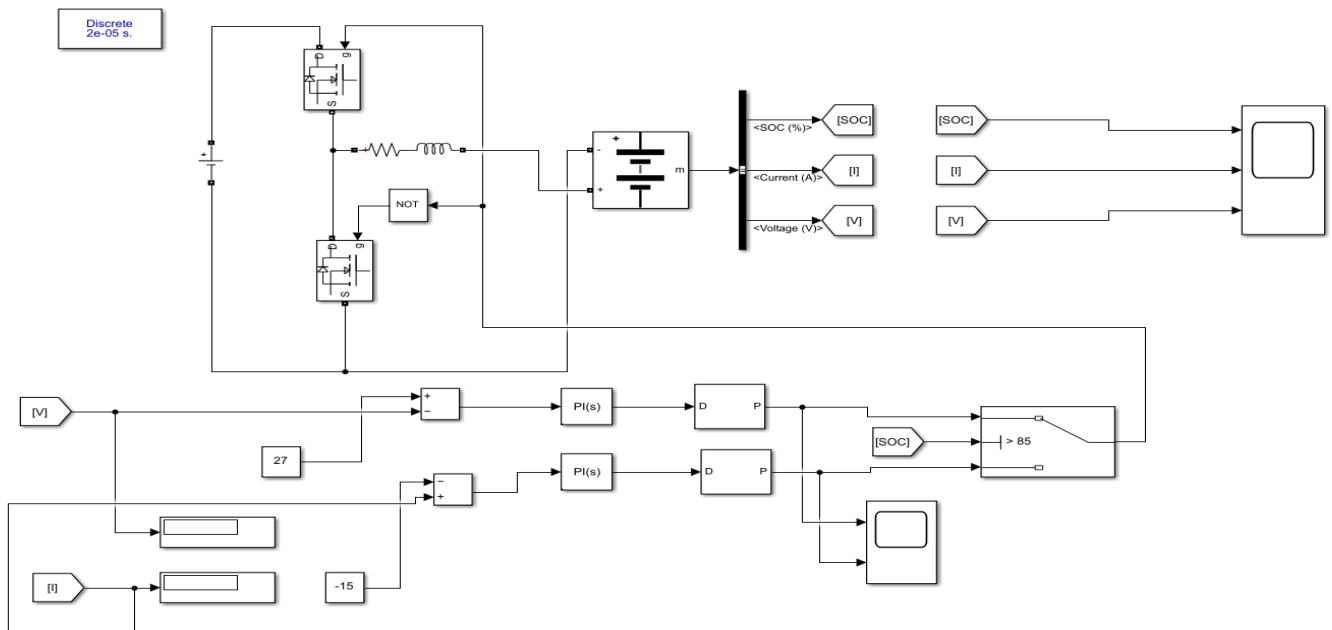 Discrete
2e-05 s.
D
g
S
+
NOT
D
g
S
+
-
+
m
<SOC (%)>
<Current (A)>
<Voltage (V)>
[SOC]
[I]
[V]
[SOC]
[I]
[V]
[V]
27
+
−
PI(s)
D
P
[SOC]
> 85
−
+
PI(s)
D
P
[I]
-15